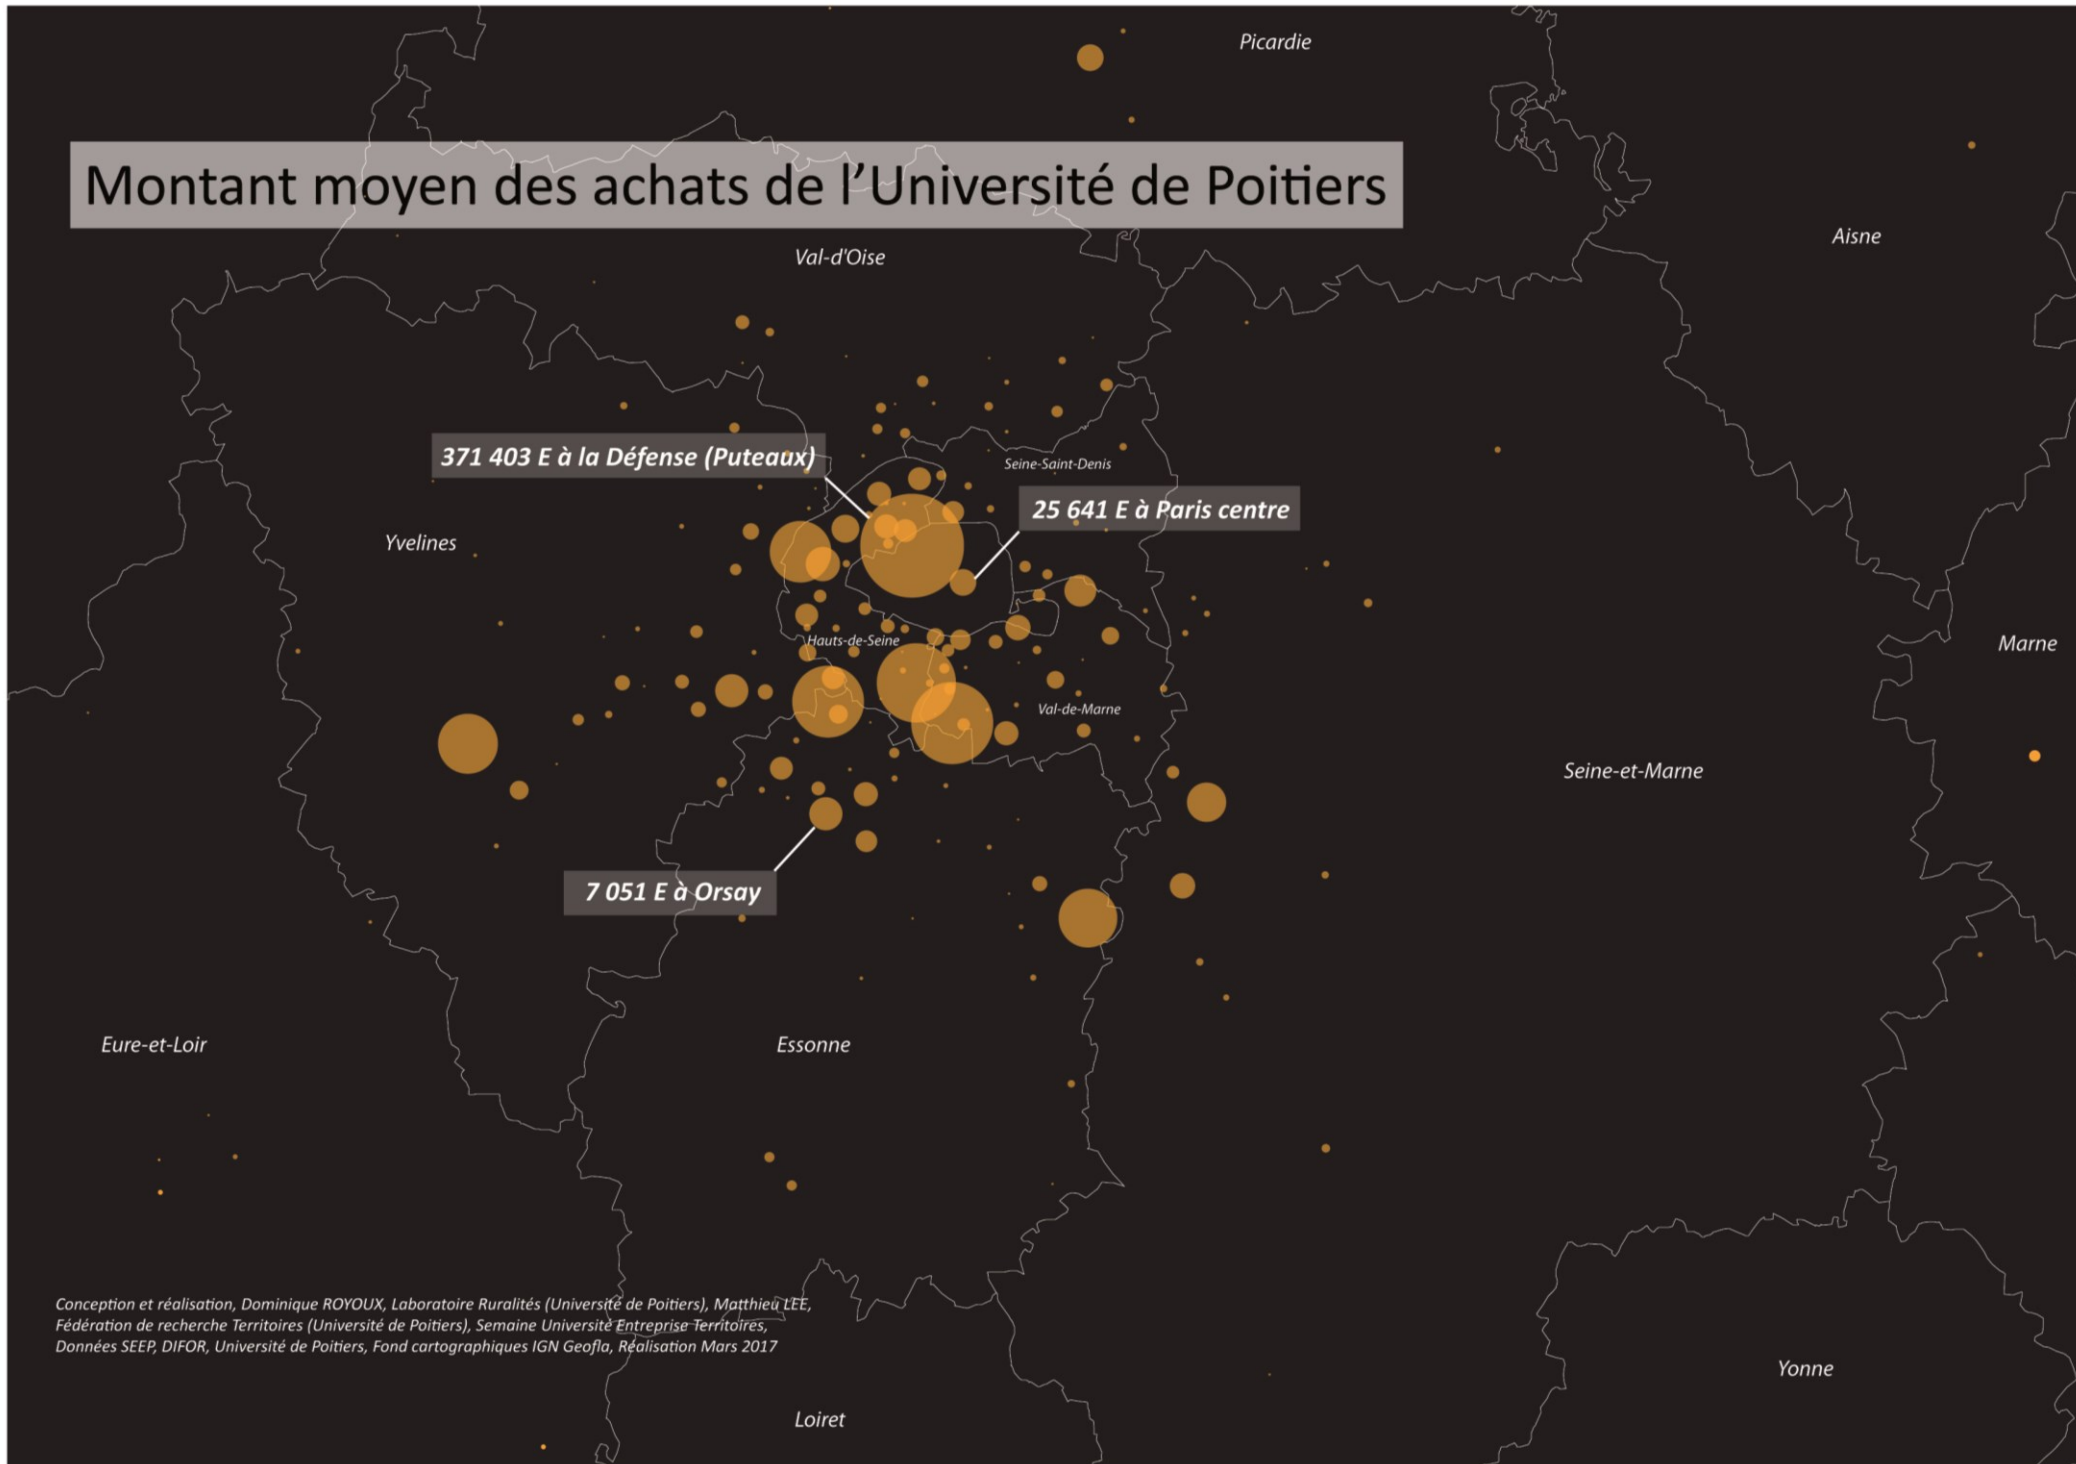 Picardie
Montant moyen des achats de l'Université de Poitiers
Aisne
Val-d'Oise
371 403 E à la Défense (Puteaux)
Seine-Saint-Denis
25 641 E à Paris centre
Yvelines
Hauts-de-Seine
Marne
Val-de-Marne
Seine-et-Marne
7 051 E à Orsay
Eure-et-Loir
Essonne
Conception et réalisation, Dominique ROYOUX, Laboratoire Ruralités (Université de Poitiers), Matthieu LEE,
Fédération de recherche Territoires (Université de Poitiers), Semaine Université Entreprise Territoires,
Données SEEP, DIFOR, Université de Poitiers, Fond cartographiques IGN Geofla, Réalisation Mars 2017
Yonne
Loiret